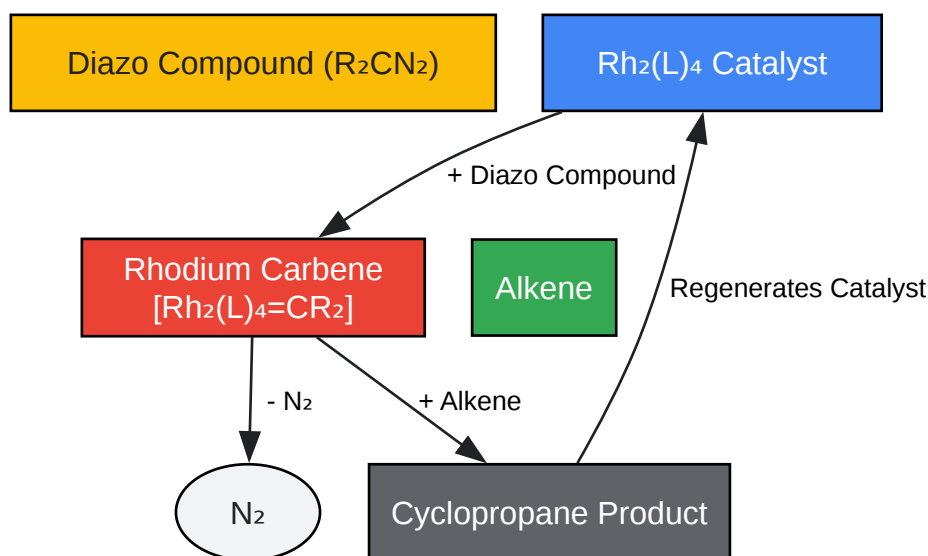 Diazo Compound (R₂CN₂)
Rh₂(L)₄ Catalyst
+ Diazo Compound
Rhodium Carbene
[Rh₂(L)₄=CR₂]
Alkene
Regenerates Catalyst
- N₂
+ Alkene
N₂
Cyclopropane Product